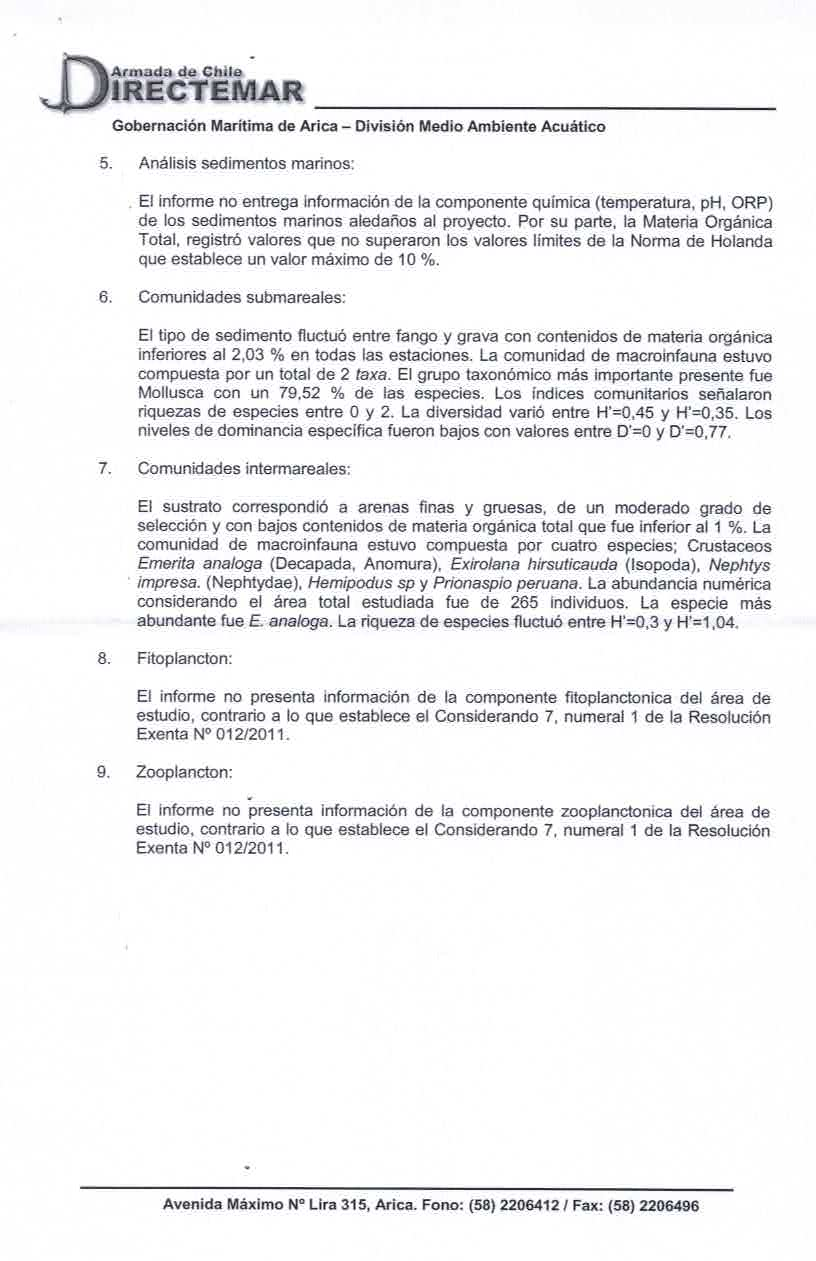 Armada de Chile
DIRECTEMAR
Gobernación Marítima de Arica – División Medio Ambiente Acuático
5. Análisis sedimentos marinos:
El informe no entrega información de la componente química (temperatura, pH, ORP)
de los sedimentos marinos aledaños al proyecto. Por su parte, la Materia Orgánica
Total, registró valores que no superaron los valores límites de la Norma de Holanda
que establece un valor máximo de 10 %.
6. Comunidades submareales:
El tipo de sedimento fluctuó entre fango y grava con contenidos de materia orgánica
inferiores al 2,03 % en todas las estaciones. La comunidad de macroinfauna estuvo
compuesta por un total de 2 taxa. El grupo taxonómico más importante presente fue
Mollusca con un 79,52 % de las especies. Los índices comunitarios señalaron
riquezas de especies entre 0 y 2. La diversidad varió entre H'=0,45 y H'=0,35. Los
niveles de dominancia específica fueron bajos con valores entre D'=0 y D'=0,77.
7. Comunidades intermareales:
El sustrato correspondió a arenas finas y gruesas, de un moderado grado de
selección y con bajos contenidos de materia orgánica total que fue inferior al 1 %. La
comunidad de macroinfauna estuvo compuesta por cuatro especies; Crustaceos
Emerita analoga (Decapada, Anomura), Exirolana hirsuticauda (Isopoda), Nephtys
impresa. (Nephtydae), Hemipodus sp y Prionaspio peruana. La abundancia numérica
considerando el área total estudiada fue de 265 individuos. La especie más
abundante fue E. analoga. La riqueza de especies fluctuó entre H'=0,3 y H'=1,04.
8. Fitoplancton:
El informe no presenta información de la componente fitoplanctonica del área de
estudio, contrario a lo que establece el Considerando 7, numeral 1 de la Resolución
Exenta Nº 012/2011.
9. Zooplancton:
El informe no presenta información de la componente zooplanctonica del área de
estudio, contrario a lo que establece el Considerando 7, numeral 1 de la Resolución
Exenta Nº 012/2011.
Avenida Máximo Nº Lira 315, Arica. Fono: (58) 2206412 / Fax: (58) 2206496